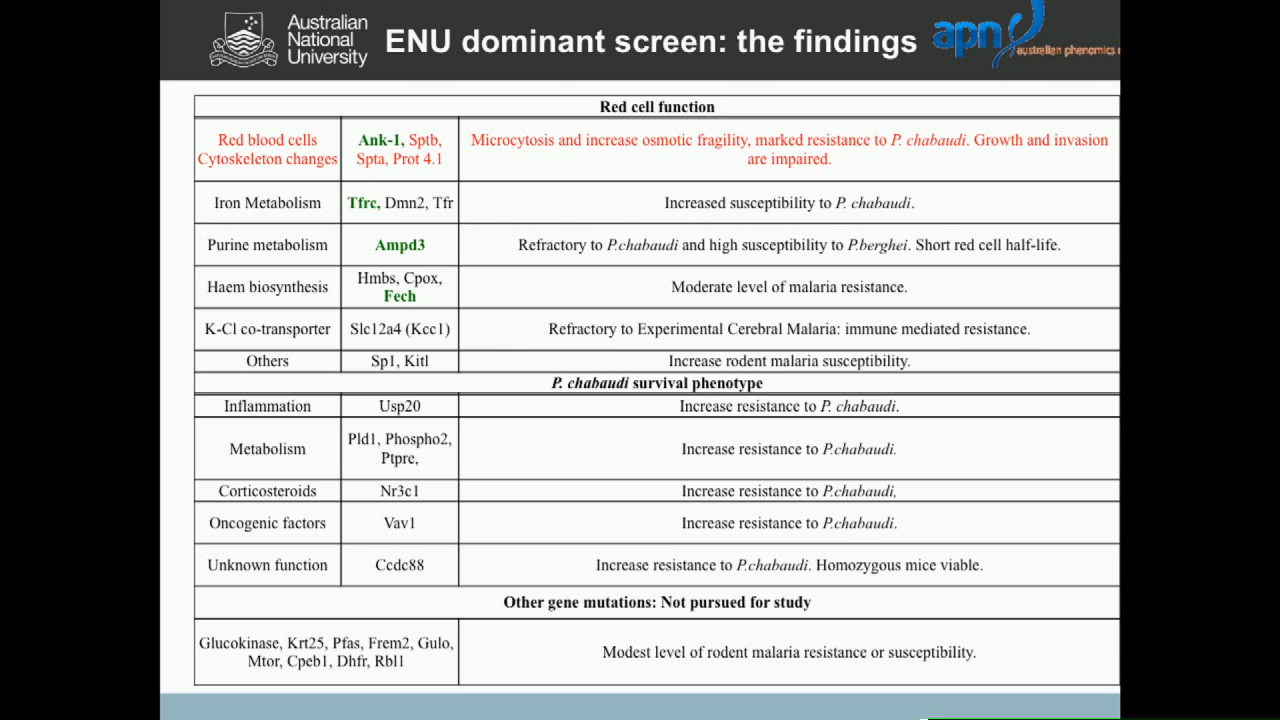 Australian
National
University
ENU dominant screen: the findings
apn
australian phenomics
Red cell function
Red blood cells
Cytoskeleton changes
Ank-1, Sptb,
Spta, Prot 4.1
Microcytosis and increase osmotic fragility, marked resistance to P. chabaudi. Growth and invasion
are impaired.
Iron Metabolism
Tfrc, Dmn2, Tfr
Increased susceptibility to P. chabaudi.
Purine metabolism
Ampd3
Refractory to P.chabaudi and high susceptibility to P.berghei. Short red cell half-life.
Haem biosynthesis
Hmbs, Cpox,
Fech
Moderate level of malaria resistance.
K-Cl co-transporter
Slc12a4 (Kcc1)
Refractory to Experimental Cerebral Malaria: immune mediated resistance.
Others
Sp1, Kitl
Increase rodent malaria susceptibility.
P. chabaudi survival phenotype
Inflammation
Usp20
Increase resistance to P. chabaudi.
Metabolism
Pld1, Phospho2,
Ptpre,
Increase resistance to P.chabaudi.
Corticosteroids
Nr3c1
Increase resistance to P.chabaudi,
Oncogenic factors
Vav1
Increase resistance to P.chabaudi.
Unknown function
Ccdc88
Increase resistance to P.chabaudi. Homozygous mice viable.
Other gene mutations: Not pursued for study
Glucokinase, Krt25, Pfas, Frem2, Gulo,
Mtor, Cpeb1, Dhfr, Rbl1
Modest level of rodent malaria resistance or susceptibility.